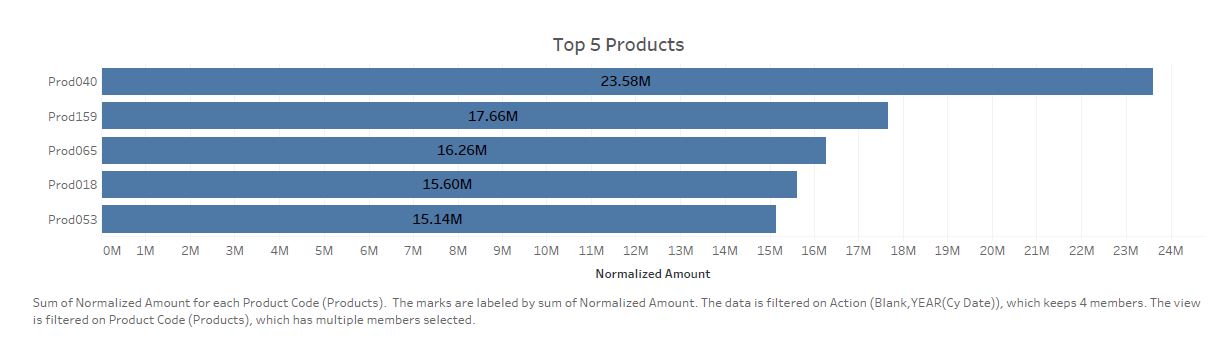 Top 5 Products
Prod040 23.58M
Prod159 17.66M
Prod065 16.26M
Prod018 15.60M
Prod053 15.14M
0M 1M 2M 3M 4M 5M 6M 7M 8M 9M 10M 11M 12M 13M 14M 15M 16M 17M 18M 19M 20M 21M 22M 23M 24M
Normalized Amount
Sum of Normalized Amount for each Product Code (Products).  The marks are labeled by sum of Normalized Amount. The data is filtered on Action (Blank,YEAR(Cy Date)), which keeps 4 members. The view
is filtered on Product Code (Products), which has multiple members selected.